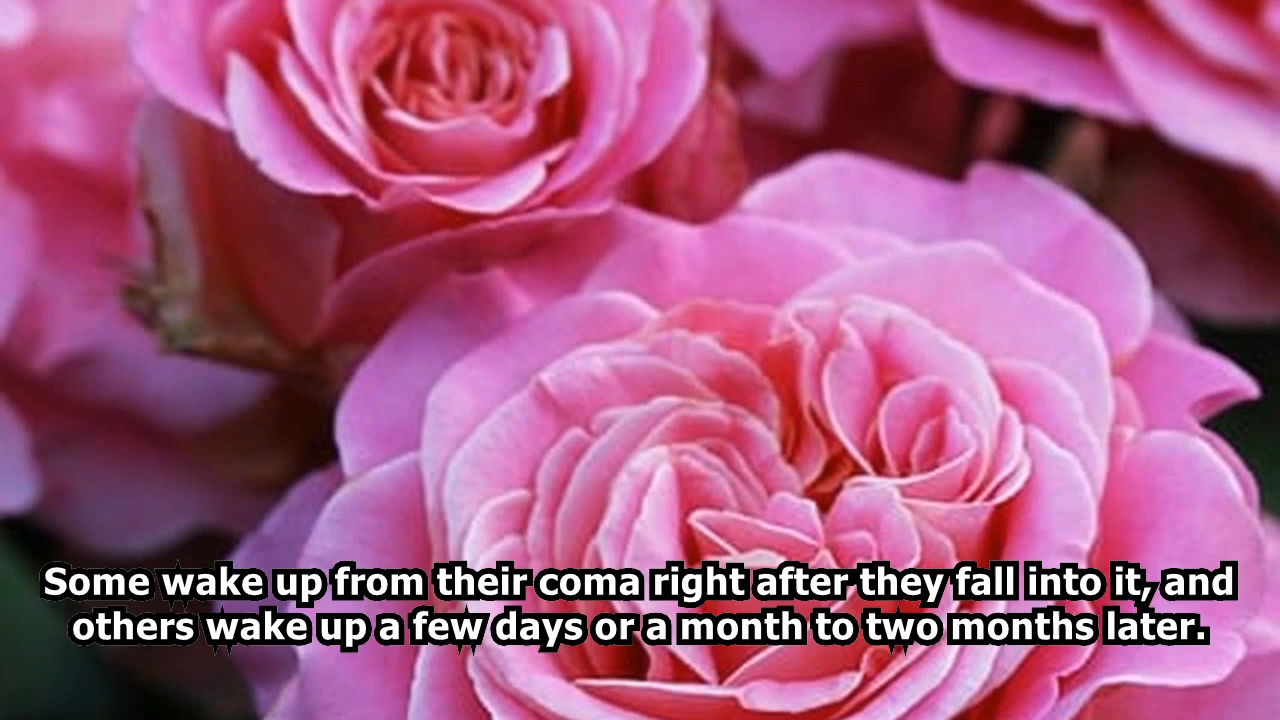 Some wake up from their coma right after they fall into it, and
others wake up a few days or a month to two months later.